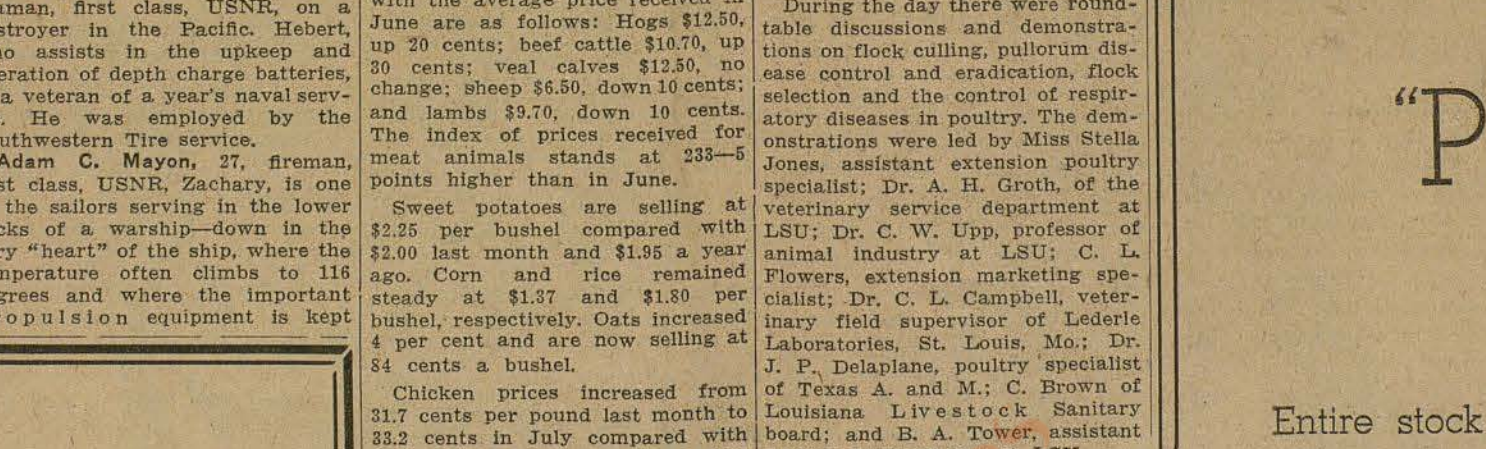 aman, first class, USNR, on a
stroyer in the Pacific. Hebert,
no assists in the upkeep and
eration of depth charge batteries,
a veteran of a year's naval serv-
. He was employed by the
uthwestern Tire service.
Adam C. Mayon, 27, fireman,
st class, USNR, Zachary, is one
the sailors serving in the lower
cks of a warship—down in the
ry "heart" of the ship, where the
mperature often climbs to 116
grees and where the important
opulsion equipment is kept
with the average price received in
June are as follows: Hogs $12.50,
up 20 cents; beef cattle $10.70, up
30 cents; veal calves $12.50, no
change; sheep $6.50, down 10 cents;
and lambs $9.70, down 10 cents.
The index of prices received for
meat animals stands at 233—5
points higher than in June.
Sweet potatoes are selling at
$2.25 per bushel compared with
$2.00 last month and $1.95 a year
ago. Corn and rice remained
steady at $1.37 and $1.80 per
bushel, respectively. Oats increased
4 per cent and are now selling at
84 cents a bushel.
Chicken prices increased from
31.7 cents per pound last month to
33.2 cents in July compared with
During the day there were round-
table discussions and demonstra-
tions on flock culling, pullorum dis-
ease control and eradication, flock
selection and the control of respir-
atory diseases in poultry. The dem-
onstrations were led by Miss Stella
Jones, assistant extension poultry
specialist; Dr. A. H. Groth, of the
veterinary service department at
LSU; Dr. C. W. Upp, professor of
animal industry at LSU; C. L.
Flowers, extension marketing spe-
cialist; Dr. C. L. Campbell, veter-
inary field supervisor of Lederle
Laboratories, St. Louis, Mo.; Dr.
J. P. Delaplane, poultry specialist
of Texas A. and M.; C. Brown of
Louisiana Livestock Sanitary
board; and B. A. Tower, assistant
"P
Entire stock